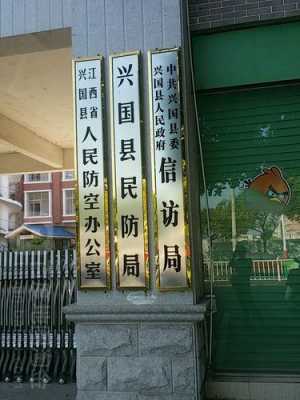 江西省
兴国县
人民防空办公室
兴国县民防局
中共兴国县委
兴国县人民政府
信访局